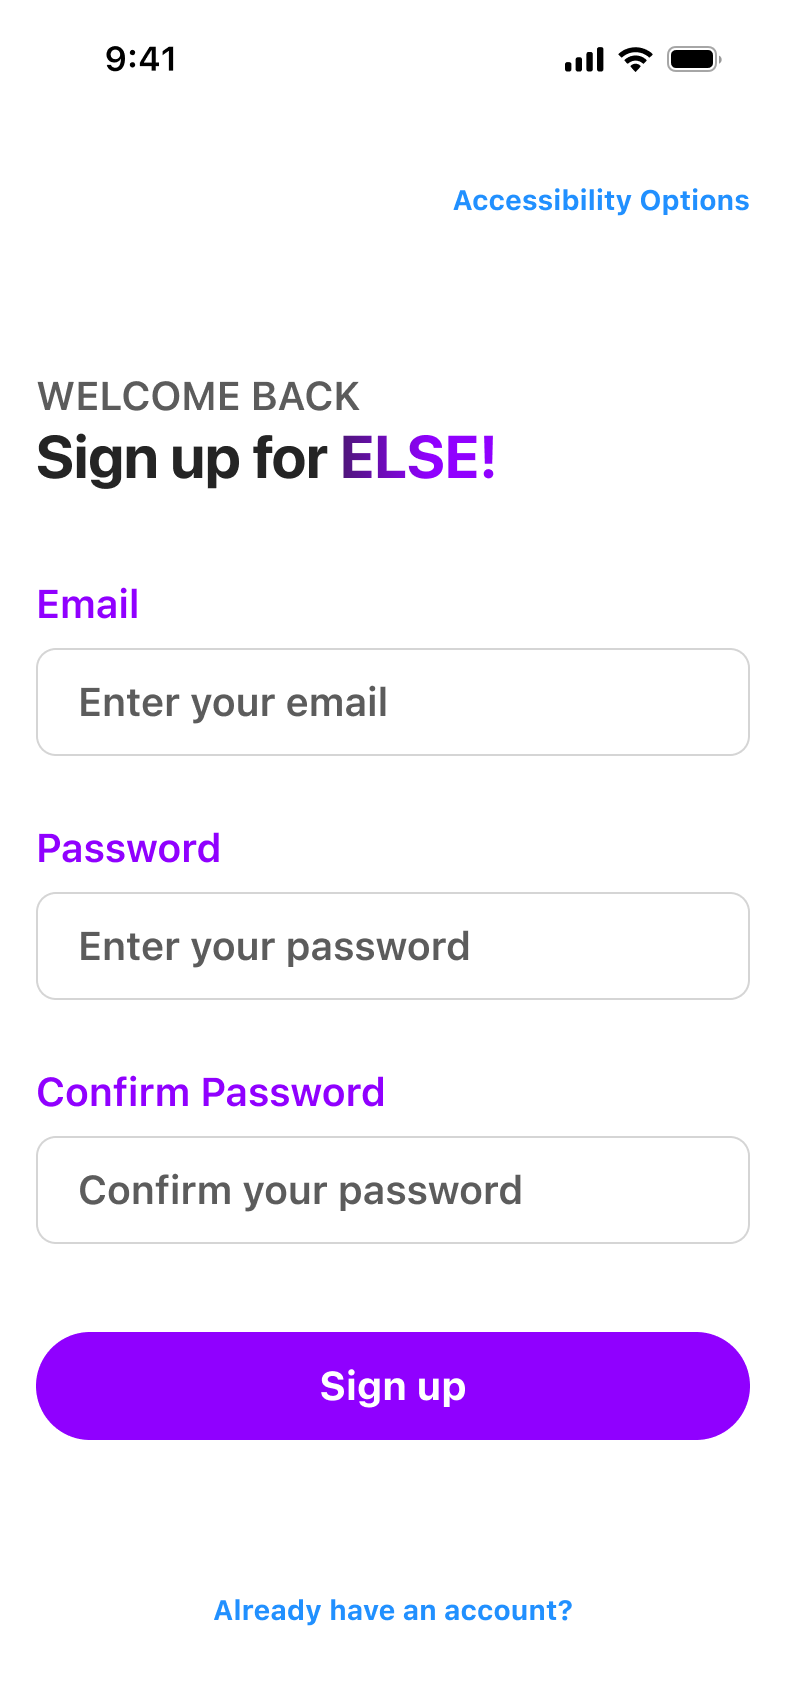 9:41
Accessibility Options
WELCOME BACK
Sign up for ELSE!
Email
Enter your email
Password
Enter your password
Confirm Password
Confirm your password
Sign up
Already have an account?